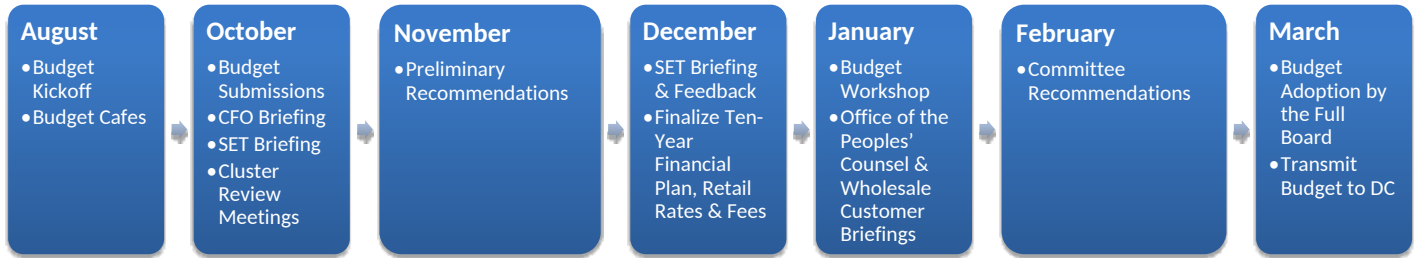 August
•Budget
Kickoff
•Budget Cafes
October
•Budget
Submissions
•CFO Briefing
•SET Briefing
•Cluster
Review
Meetings
November
•Preliminary
Recommendations
December
•SET Briefing
& Feedback
•Finalize Ten-
Year
Financial
Plan, Retail
Rates & Fees
January
•Budget
Workshop
•Office of the
Peoples’
Counsel &
Wholesale
Customer
Briefings
February
•Committee
Recommendations
March
•Budget
Adoption by
the Full
Board
•Transmit
Budget to DC